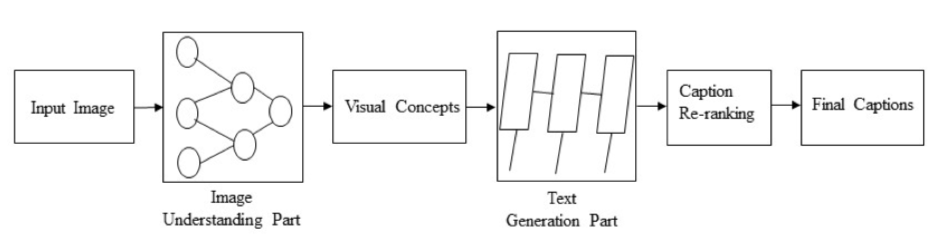 Input Image
Visual Concepts
Caption
Re-ranking
Final Captions
Image
Understanding Part
Text
Generation Part